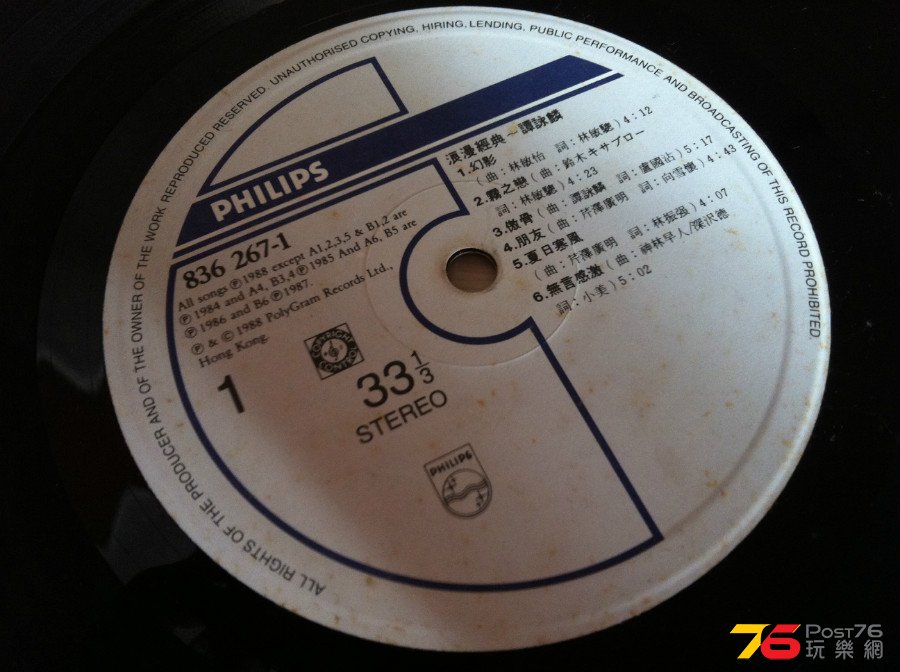 ALL RIGHTS OF THE PRODUCER AND OF THE OWNER OF THE WORK REPRODUCED RESERVED. UNAUTHORISED COPYING, HIRING, LENDING, PUBLIC PERFORMANCE AND BROADCASTING OF THIS RECORD PROHIBITED.
PHILIPS
836 267-1
All songs ℗1988 except A1,2,3,5 & B1,2 are
℗1984 and A4, B3,4 ℗1985 And A6, B5 are
℗1986 and B6 ℗1987.
℗ & © 1988 PolyGram Records Ltd.,
Hong Kong.
1
COPYRIGHT CONTROL
33 1/3
STEREO
PHILIPS
浪漫經典~譚詠麟
1.幻影
(曲:林敏怡 詞:林敏驄)4:12
2.霧之戀(曲:鈴木キサブロー
詞:林敏驄)4:23
3.傲骨(曲:譚詠麟 詞:盧國沾)5:17
4.朋友(曲:芹澤廣明 詞:向雪懷)4:43
5.夏日寒風
(曲:芹澤廣明 詞:林振强)4:07
6.無言感激(曲:神林早人/深沢德
詞:小美)5:02
76 Post76
玩樂網